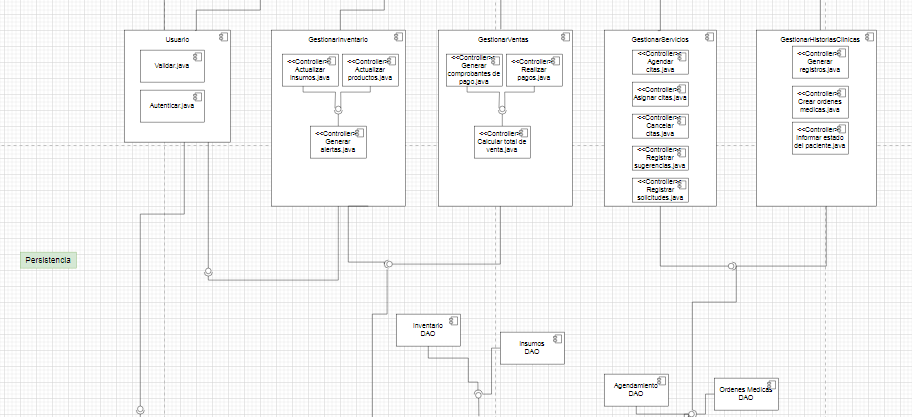 Usuario
Validar.java
Autenticar.java
GestionarInventario
<<Controller>>
Actualizar
insumos.java
<<Controller>>
Actualizar
productos.java
<<Controller>>
Generar
alertas.java
GestionarVentas
<<Controller>>
Generar
comprobantes de
pago.java
<<Controller>>
Realizar
pagos.java
<<Controller>>
Calcular total de
venta.java
GestionarServicios
<<Controller>>
Agendar
citas.java
<<Controller>>
Asignar citas.java
<<Controller>>
Cancelar
citas.java
<<Controller>>
Registrar
sugerencias.java
<<Controller>>
Registrar
solicitudes.java
GestionarHistoriasClinicas
<<Controller>>
Generar
registros.java
<<Controller>>
Crear ordenes
medicas.java
<<Controller>>
Informar estado
del paciente.java
Persistencia
Inventario
DAO
Insumos
DAO
Agendamiento
DAO
Ordenes Medicas
DAO